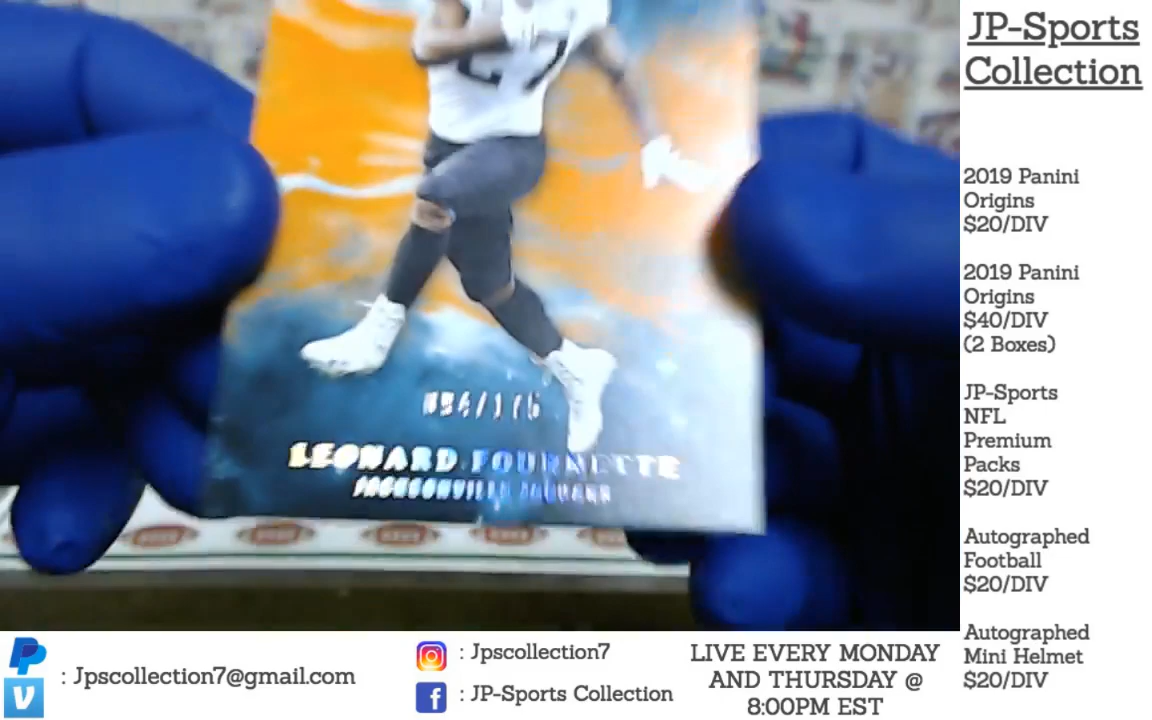 JP-Sports
Collection
2019 Panini
Origins
$20/DIV
2019 Panini
Origins
$40/DIV
(2 Boxes)
JP-Sports
NFL
Premium
Packs
$20/DIV
Autographed
Football
$20/DIV
Autographed
Mini Helmet
$20/DIV
27
/175
LEONARD FOURNETTE
JACKSONVILLE JAGUARS
: Jpscollection7@gmail.com
: Jpscollection7
: JP-Sports Collection
LIVE EVERY MONDAY
AND THURSDAY @
8:00PM EST